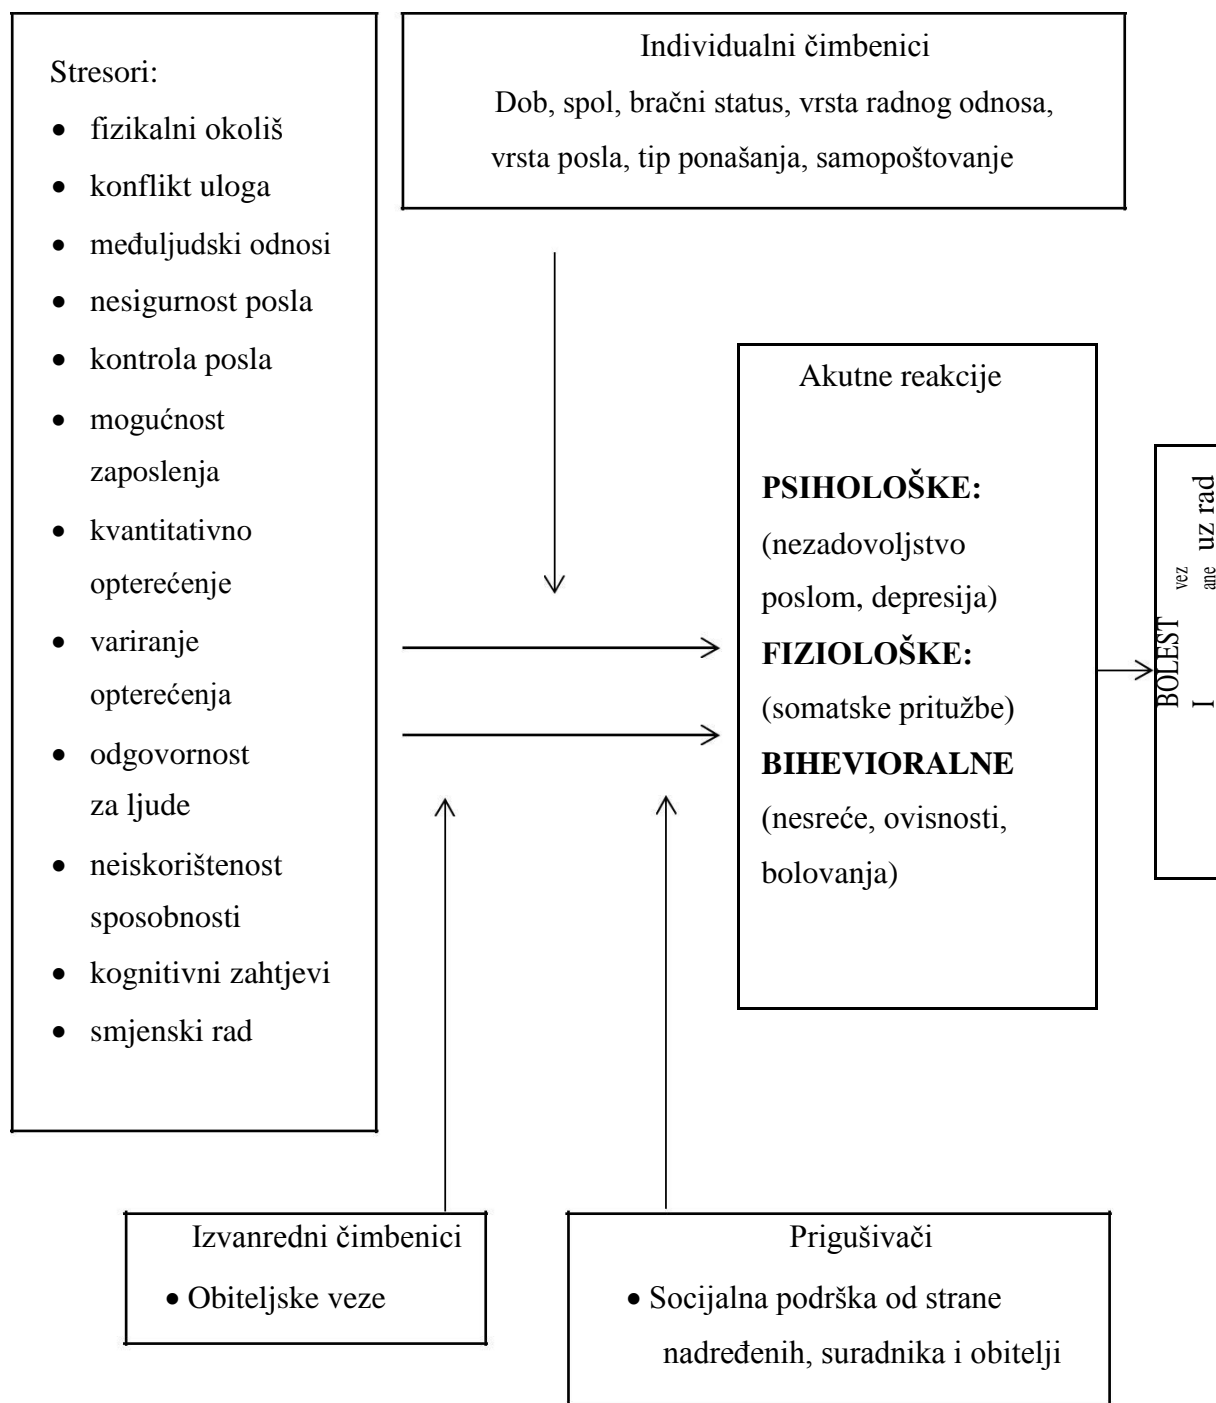 Stresori:
• fizikalni okoliš
• konflikt uloga
• međuljudski odnosi
• nesigurnost posla
• kontrola posla
• mogućnost
zaposlenja
• kvantitativno
opterećenje
• variranje
opterećenja
• odgovornost
za ljude
• neiskorištenost
sposobnosti
• kognitivni zahtjevi
• smjenski rad
Individualni čimbenici
Dob, spol, bračni status, vrsta radnog odnosa,
vrsta posla, tip ponašanja, samopoštovanje
Akutne reakcije
PSIHOLOŠKE:
(nezadovoljstvo
poslom, depresija)
FIZIOLOŠKE:
(somatske pritužbe)
BIHEVIORALNE
(nesreće, ovisnosti,
bolovanja)
BOLEST
I
vez
ane
uz rad
Izvanredni čimbenici
• Obiteljske veze
Prigušivači
• Socijalna podrška od strane
nadređenih, suradnika i obitelji